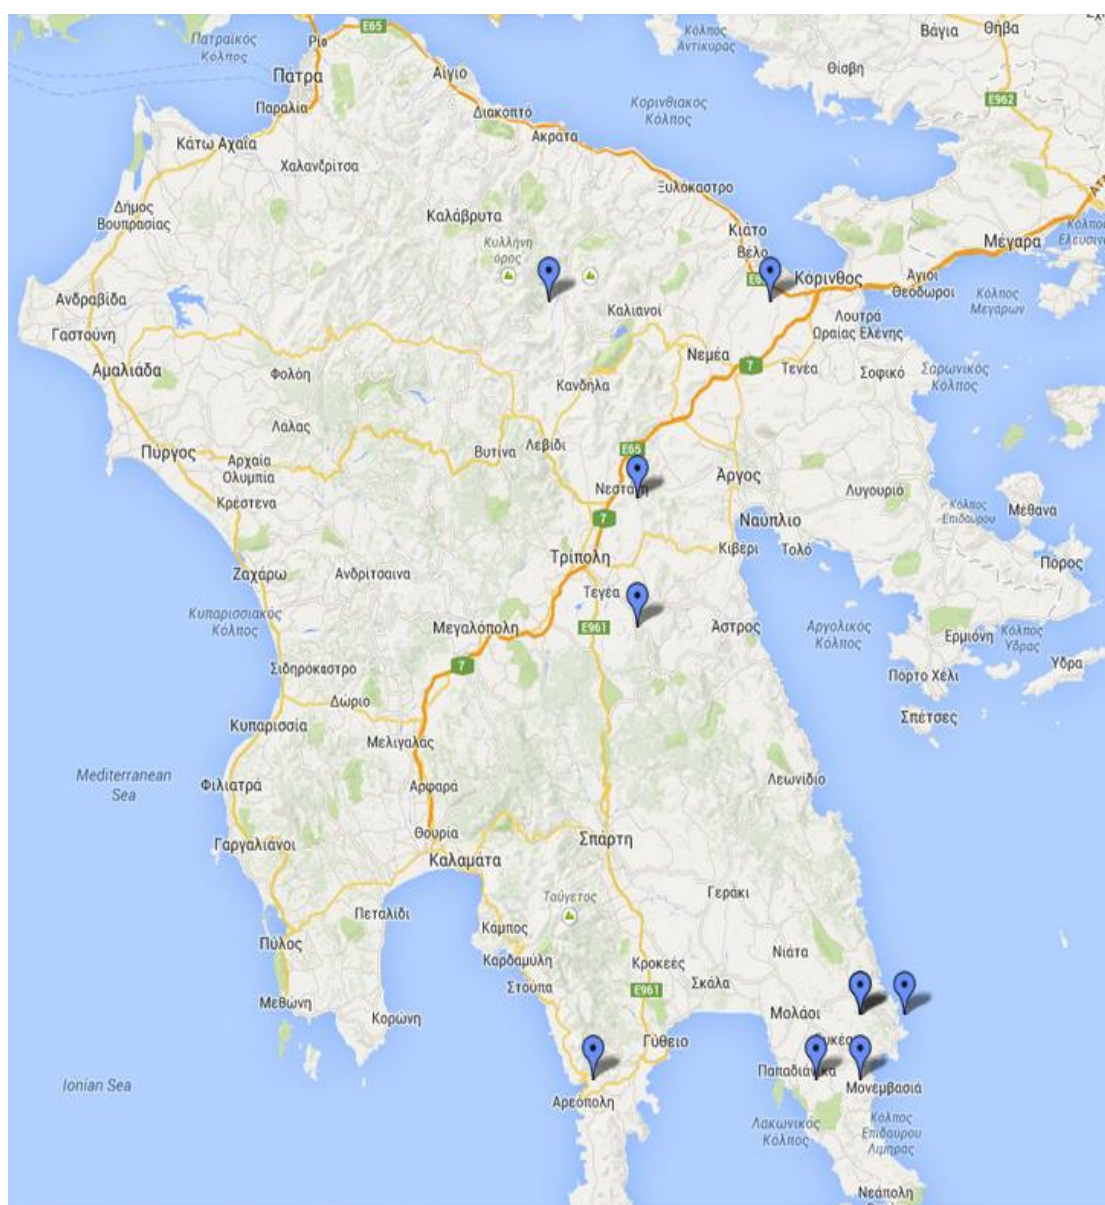 E65
Πατραϊκός
Κόλπος
Ρίο
Πάτρα
Παραλία
Αίγιο
Διακοπτό
Ακράτα
Κόλπος
Αντίκυρας
Βάγια
Θήβα
Θίσβη
E962
Κορινθιακός
Κόλπος
Κάτω Αχαΐα
Χαλανδρίτσα
Ξυλόκαστρο
Δήμος
Βουπρασίας
Καλάβρυτα
Κυλλήνη
όρος
Κιάτο
Βέλο
Μέγαρα
Κόρινθος
Άγιοι
Θεόδωροι
Κόλπος
Μεγάρων
Ανδραβίδα
Γαστούνη
Καλιανοί
Λουτρά
Ωραίας Ελένης
Αμαλιάδα
Φολόη
Νεμέα
7
Τενέα
Σοφικό
Σαρωνικός
Κόλπος
Κανδήλα
Λάλας
Πύργος
Αρχαία
Ολυμπία
Βυτίνα
Λεβίδι
E65
Άργος
Κρέστενα
Λυγουριό
Κόλπος
Επιδαύρου
Μέθανα
7
Ναύπλιο
Τρίπολη
Κιβέρι
Τολό
Πόρος
Ζαχάρω
Ανδρίτσαινα
Τεγέα
Κυπαρισσιακός
Κόλπος
Μεγαλόπολη
E961
Άστρος
Αργολικός
Κόλπος
Ερμιόνη
Κόλπος
Ύδρας
Ύδρα
Σιδηρόκαστρο
7
Πόρτο Χέλι
Δώριο
Σπέτσες
Κυπαρισσία
Μελιγαλάς
Mediterranean
Sea
Φιλιατρά
Αρφαρά
Λεωνίδιο
Γαργαλιάνοι
Θουρία
Καλαμάτα
Σπάρτη
Ταΰγετος
Γεράκι
Πεταλίδι
Κάμπος
Πύλος
Καρδαμύλη
Κροκεές
Νιάτα
Στούπα
E961
Σκάλα
Μεθώνη
Κορώνη
Μολάοι
Γύθειο
Ionian Sea
Μονεμβασιά
Αρεόπολη
Λακωνικός
Κόλπος
Κόλπος
Επιδαύρου
Λιμηράς
Νεάπολη